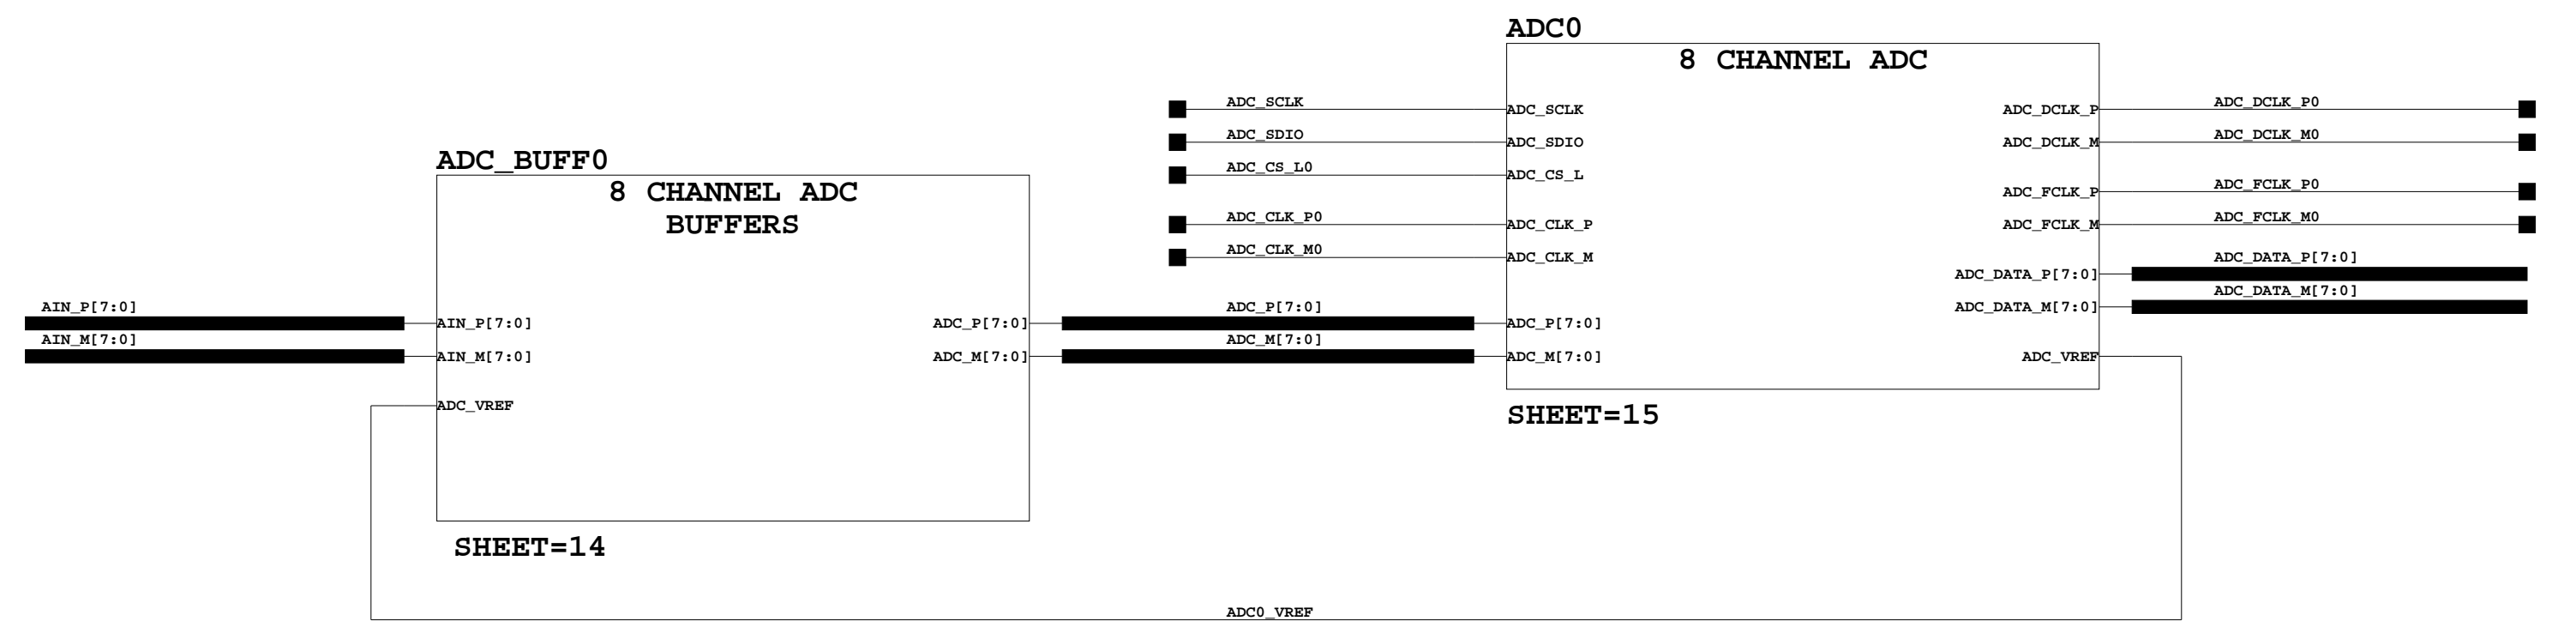 ADC0
8 CHANNEL ADC
ADC_SCLK
ADC_SCLK
ADC_DCLK_P
ADC_DCLK_P0
ADC_SDIO
ADC_SDIO
ADC_DCLK_M
ADC_DCLK_M0
ADC_CS_L0
ADC_CS_L
ADC_FCLK_P
ADC_FCLK_P0
ADC_CLK_P0
ADC_CLK_P
ADC_FCLK_M
ADC_FCLK_M0
ADC_CLK_M0
ADC_CLK_M
ADC_DATA_P[7:0]
ADC_DATA_P[7:0]
ADC_DATA_M[7:0]
ADC_DATA_M[7:0]
ADC_BUFF0
8 CHANNEL ADC
BUFFERS
AIN_P[7:0]
AIN_P[7:0]
ADC_P[7:0]
ADC_P[7:0]
ADC_P[7:0]
AIN_M[7:0]
AIN_M[7:0]
ADC_M[7:0]
ADC_M[7:0]
ADC_M[7:0]
ADC_VREF
ADC_VREF
SHEET=15
SHEET=14
ADC0_VREF